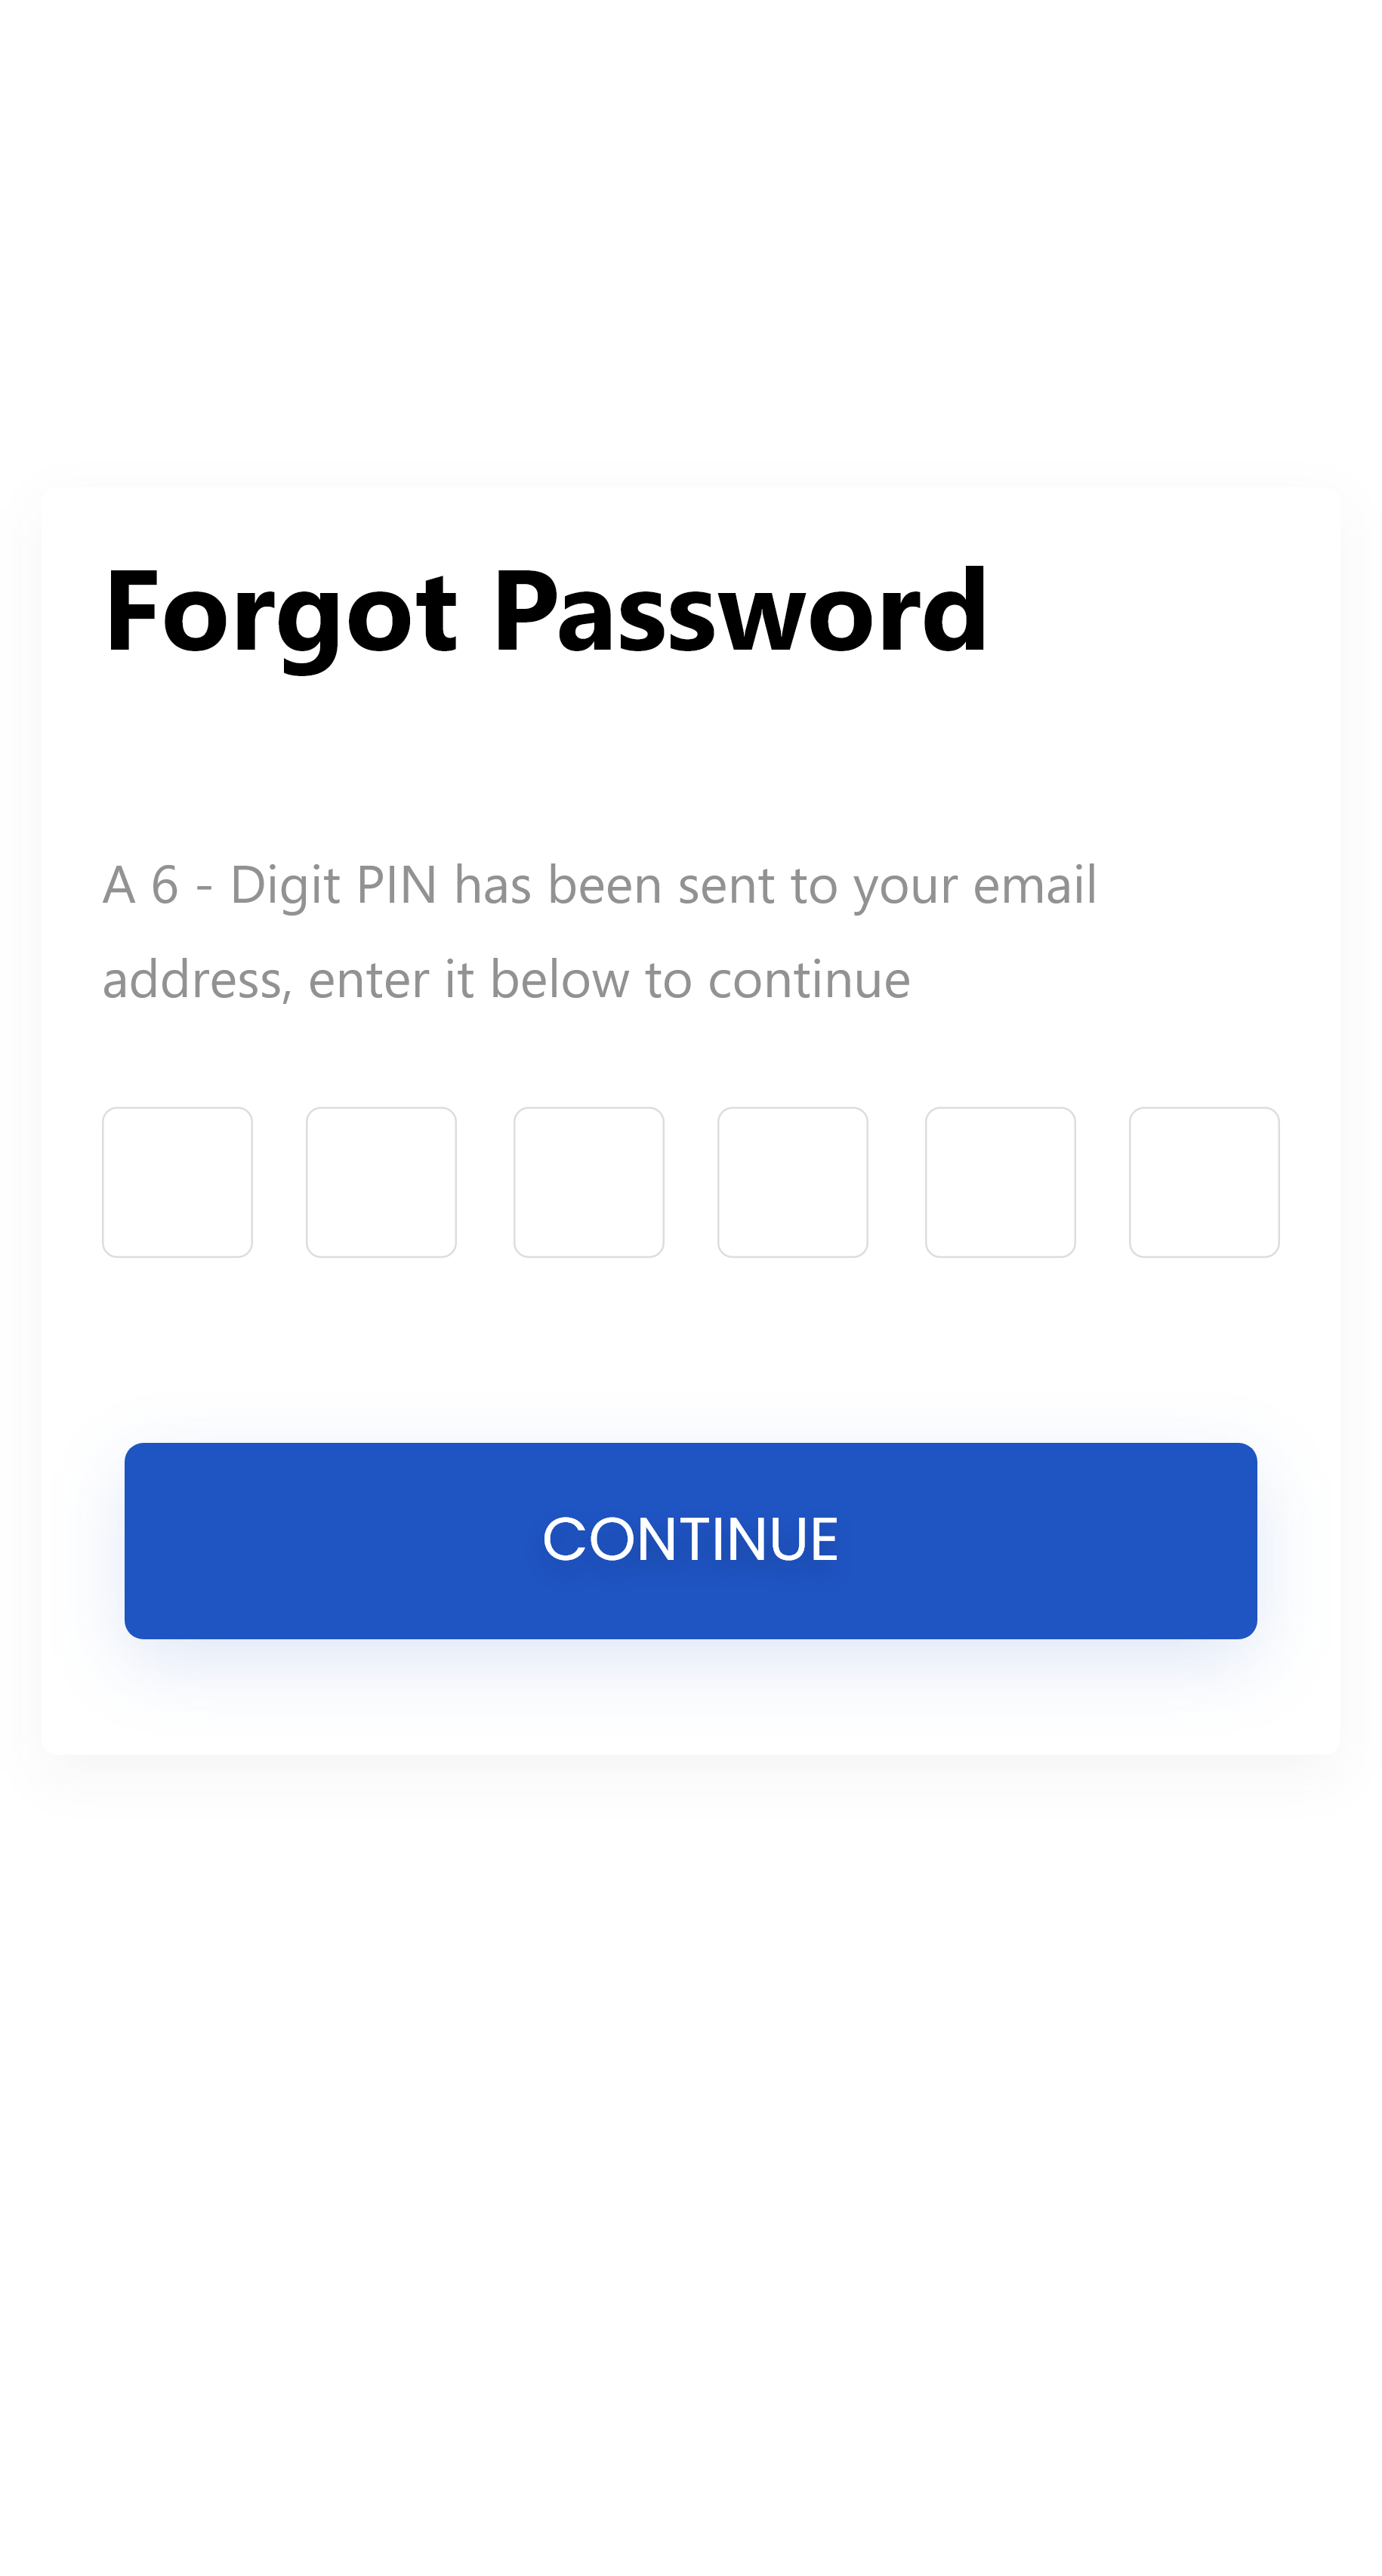 Forgot Password
A 6 - Digit PIN has been sent to your email
address, enter it below to continue
CONTINUE